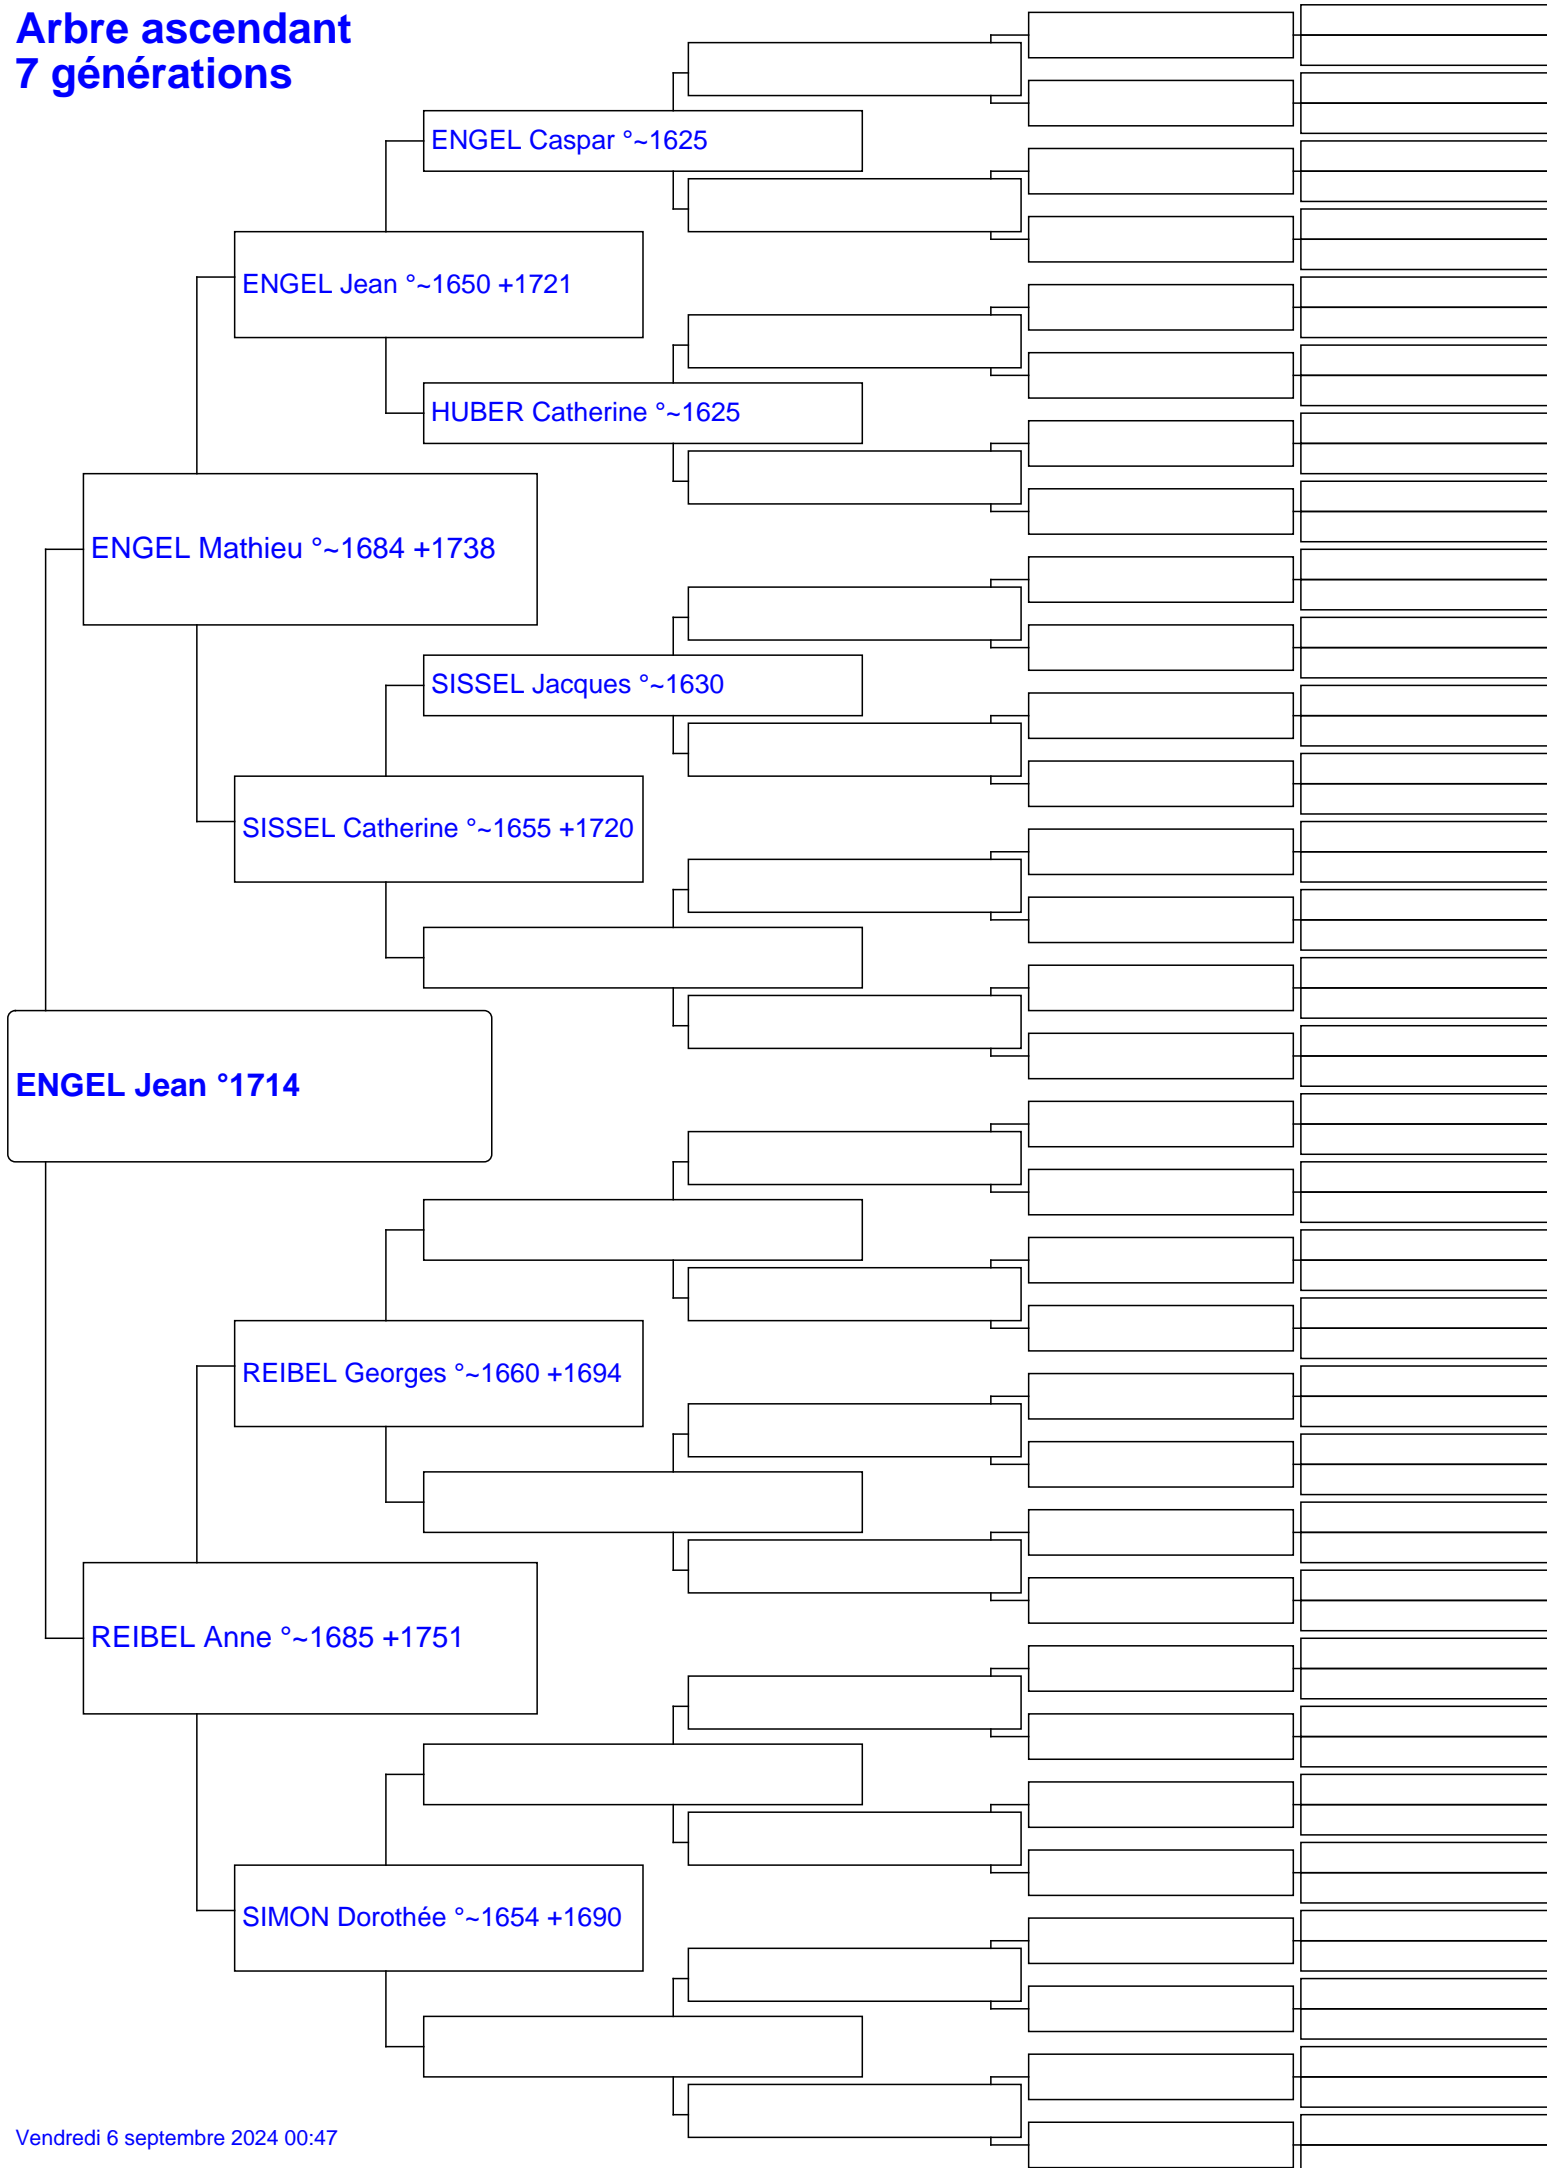 Arbre ascendant
7 générations
ENGEL Caspar °~1625
ENGEL Jean °~1650 +1721
HUBER Catherine °~1625
ENGEL Mathieu °~1684 +1738
SISSEL Jacques °~1630
SISSEL Catherine °~1655 +1720
ENGEL Jean °1714
REIBEL Georges °~1660 +1694
REIBEL Anne °~1685 +1751
SIMON Dorothée °~1654 +1690
Vendredi 6 septembre 2024 00:47